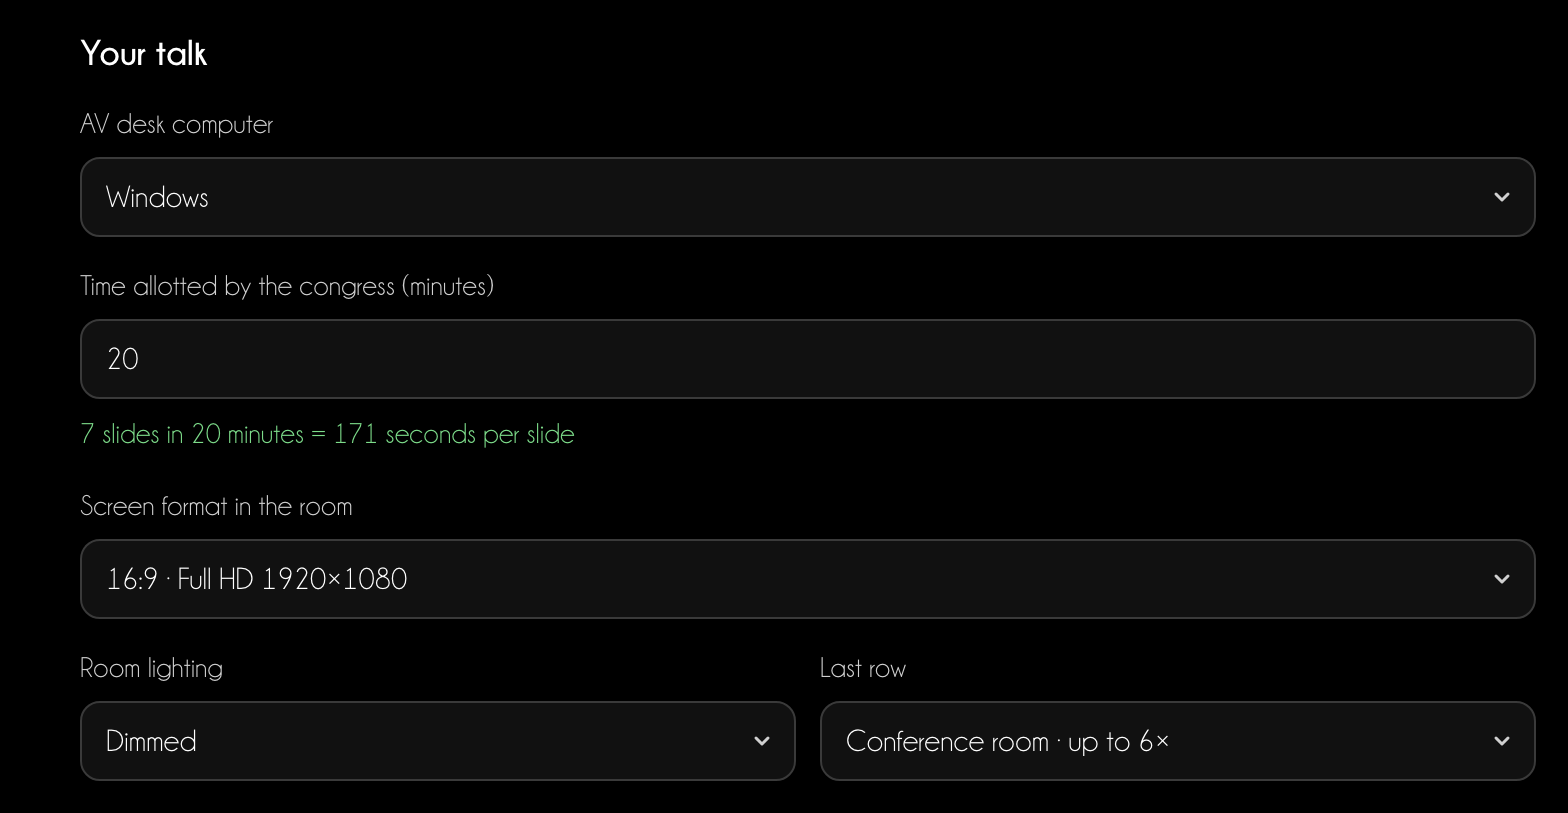 Your talk
AV desk computer
Windows
Time allotted by the congress (minutes)
20
7 slides in 20 minutes = 171 seconds per slide
Screen format in the room
16:9 · Full HD 1920×1080
Room lighting
Last row
Dimmed
Conference room · up to 6×